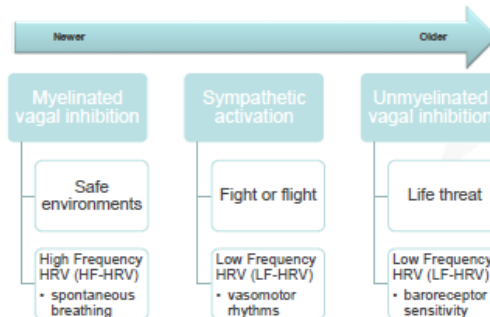 Newer
Older
Myelinated
vagal inhibition
Sympathetic
activation
Unmyelinated
vagal inhibition
Safe
environments
Fight or flight
Life threat
High Frequency
HRV (HF-HRV)
• spontaneous
breathing
Low Frequency
HRV (LF-HRV)
• vasomotor
rhythms
Low Frequency
HRV (LF-HRV)
• baroreceptor
sensitivity